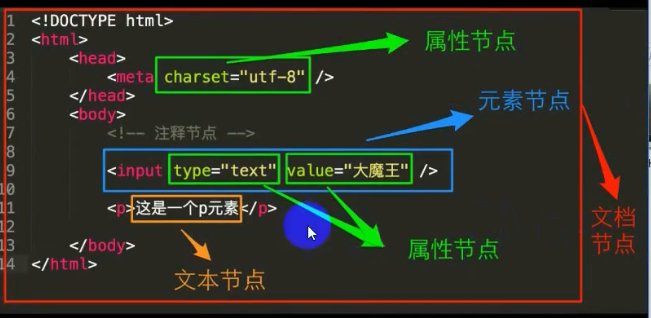 1 <!DOCTYPE html>
2 <html>
3 <head>
属性节点
4 <meta charset="utf-8" />
5 </head>
元素节点
6 <body>
7 <!-- 注释节点 -->
8
9 <input type="text" value="大魔王" />
10
11 <p>这是一个p元素</p>
文档
节点
12
属性节点
13 </body>
14 </html>
文本节点